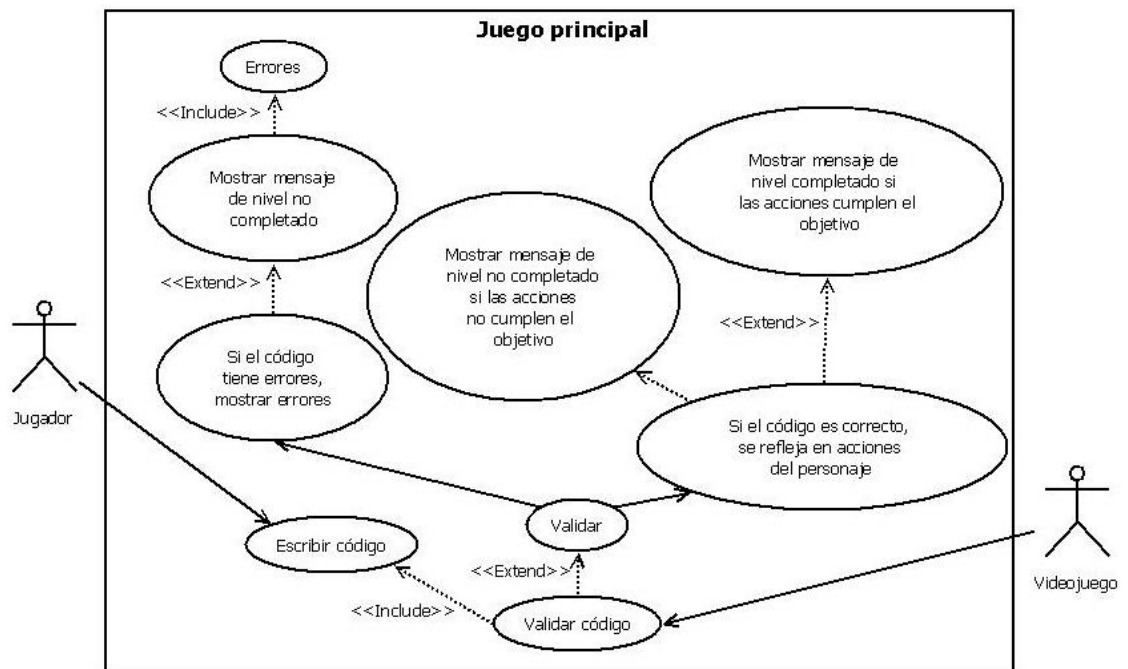 Juego principal
Errores
<<Include>>
Mostrar mensaje
de nivel no
completado
<<Extend>>
Si el código
tiene errores,
mostrar errores
Mostrar mensaje de
nivel no completado
si las acciones
no cumplen el
objetivo
Mostrar mensaje de
nivel completado si
las acciones cumplen el
objetivo
<<Extend>>
Si el código es correcto,
se refleja en acciones
del personaje
Jugador
Escribir código
Validar
<<Extend>>
<<Include>>
Validar código
Videojuego